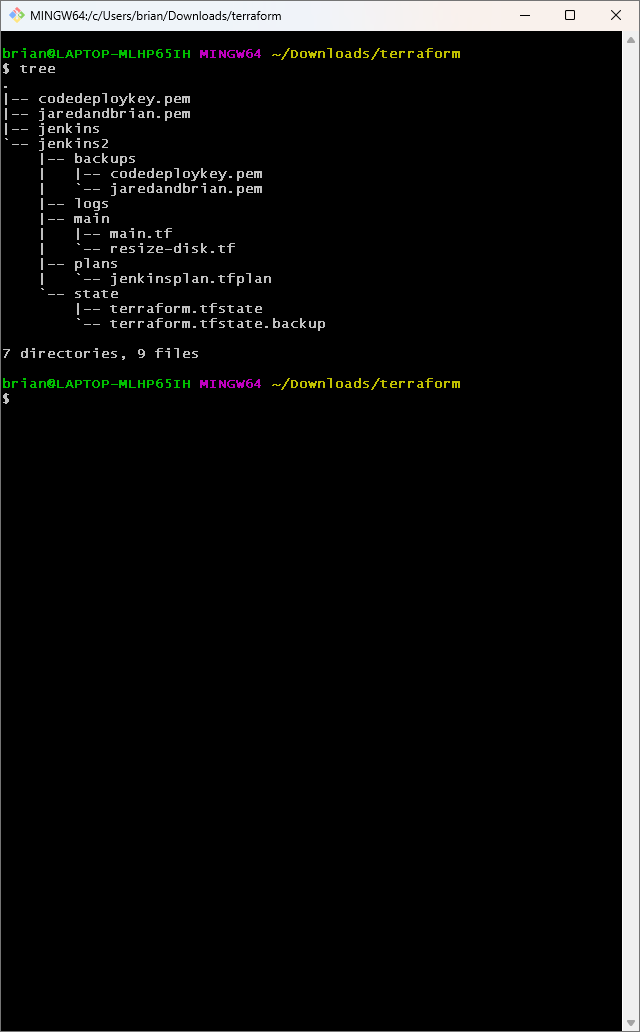 MINGW64:/c/Users/brian/Downloads/terraform
brian@LAPTOP-MLHP65IH MINGW64 ~/Downloads/terraform
$ tree
.
|-- codedeploykey.pem
|-- jaredandbrian.pem
|-- jenkins
`-- jenkins2
    |-- backups
    |   |-- codedeploykey.pem
    |   `-- jaredandbrian.pem
    |-- logs
    |-- main
    |   |-- main.tf
    |   `-- resize-disk.tf
    |-- plans
    |   `-- jenkinsplan.tfplan
    `-- state
        |-- terraform.tfstate
        `-- terraform.tfstate.backup
7 directories, 9 files
brian@LAPTOP-MLHP65IH MINGW64 ~/Downloads/terraform
$